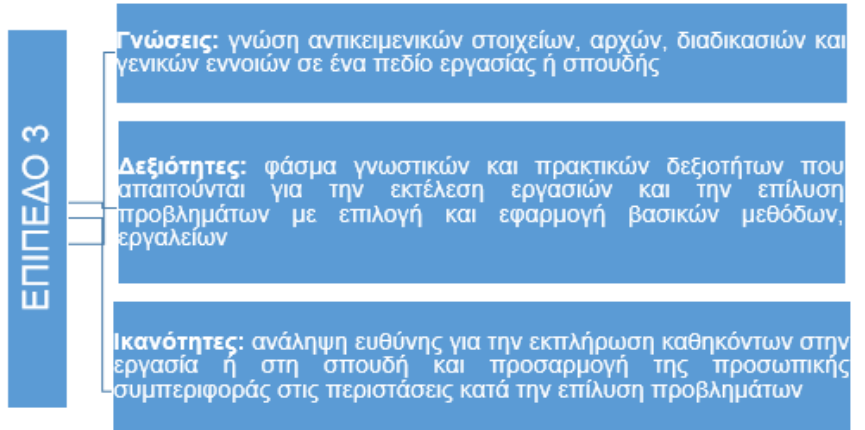 ΕΠΙΠΕΔΟ 3
Γνώσεις: γνώση αντικειμενικών στοιχείων, αρχών, διαδικασιών και
γενικών εννοιών σε ένα πεδίο εργασίας ή σπουδής
Δεξιότητες: φάσμα γνωστικών και πρακτικών δεξιοτήτων που
απαιτούνται για την εκτέλεση εργασιών και την επίλυση
προβλημάτων με επιλογή και εφαρμογή βασικών μεθόδων,
εργαλείων
Ικανότητες: ανάληψη ευθύνης για την εκπλήρωση καθηκόντων στην
εργασία ή στη σπουδή και προσαρμογή της προσωπικής
συμπεριφοράς στις περιστάσεις κατά την επίλυση προβλημάτων